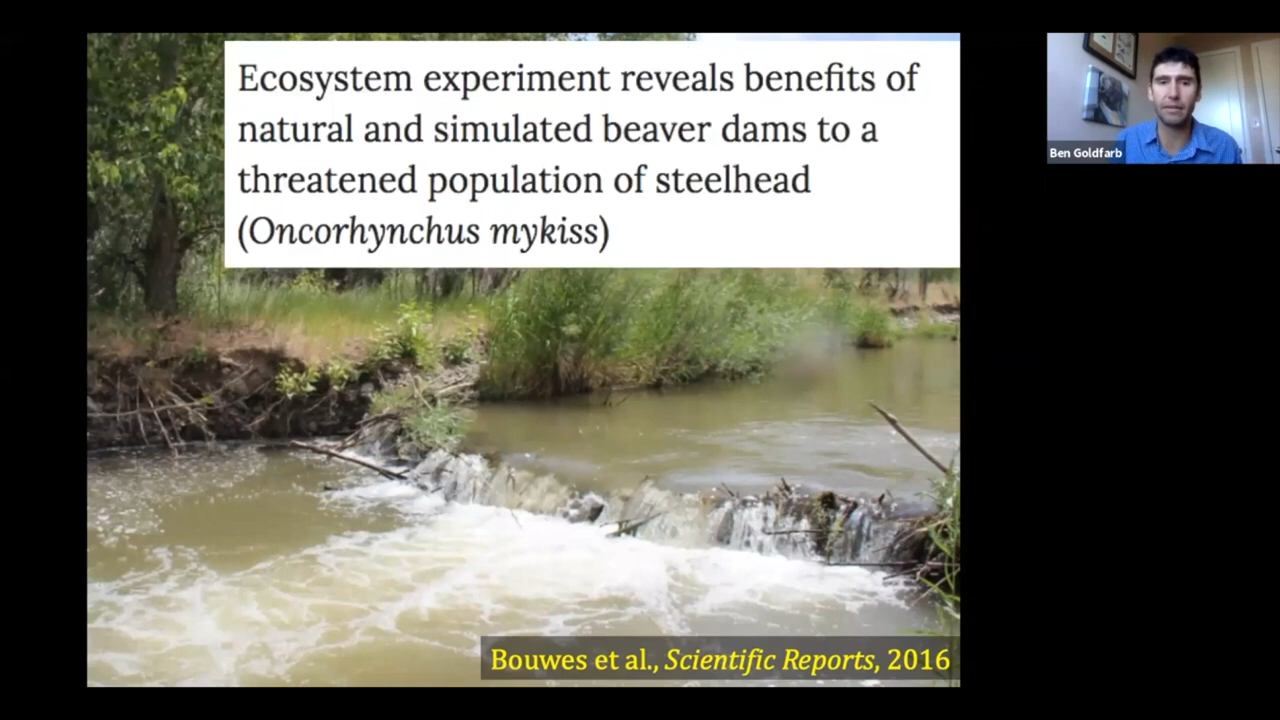 Ecosystem experiment reveals benefits of
natural and simulated beaver dams to a
threatened population of steelhead
(Oncorhynchus mykiss)
Ben Goldfarb
Bouwes et al., Scientific Reports, 2016